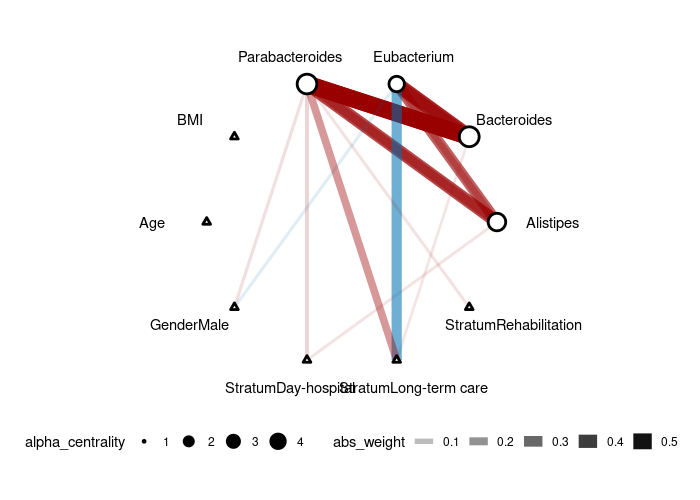 Parabacteroides
Eubacterium
BMI
Bacteroides
Age
Alistipes
GenderMale
StratumRehabilitation
StratumDay-hospital
StratumLong-term care
alpha_centrality 1 2 3 4 abs_weight 0.1 0.2 0.3 0.4 0.5